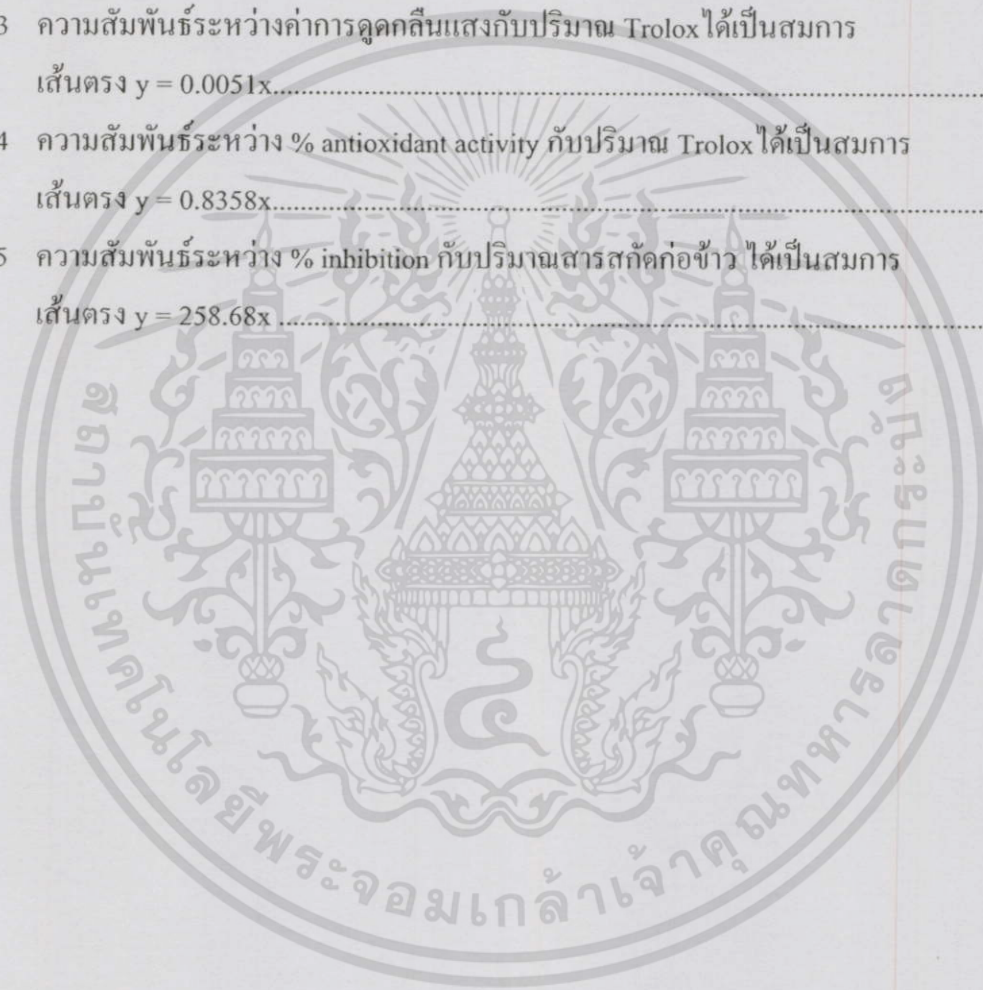 3 ความสัมพันธ์ระหว่างค่าการดูดกลืนแสงกับปริมาณ Trolox ได้เป็นสมการ
เส้นตรง y = 0.0051x................................................................................
4 ความสัมพันธ์ระหว่าง % antioxidant activity กับปริมาณ Trolox ได้เป็นสมการ
เส้นตรง y = 0.8358x................................................................................
5 ความสัมพันธ์ระหว่าง % inhibition กับปริมาณสารสกัดก่อข้าว ได้เป็นสมการ
เส้นตรง y = 258.68x ................................................................................
สถาบันเทคโนโลยีพระจอมเกล้าเจ้าคุณทหารลาดกระบัง
๔